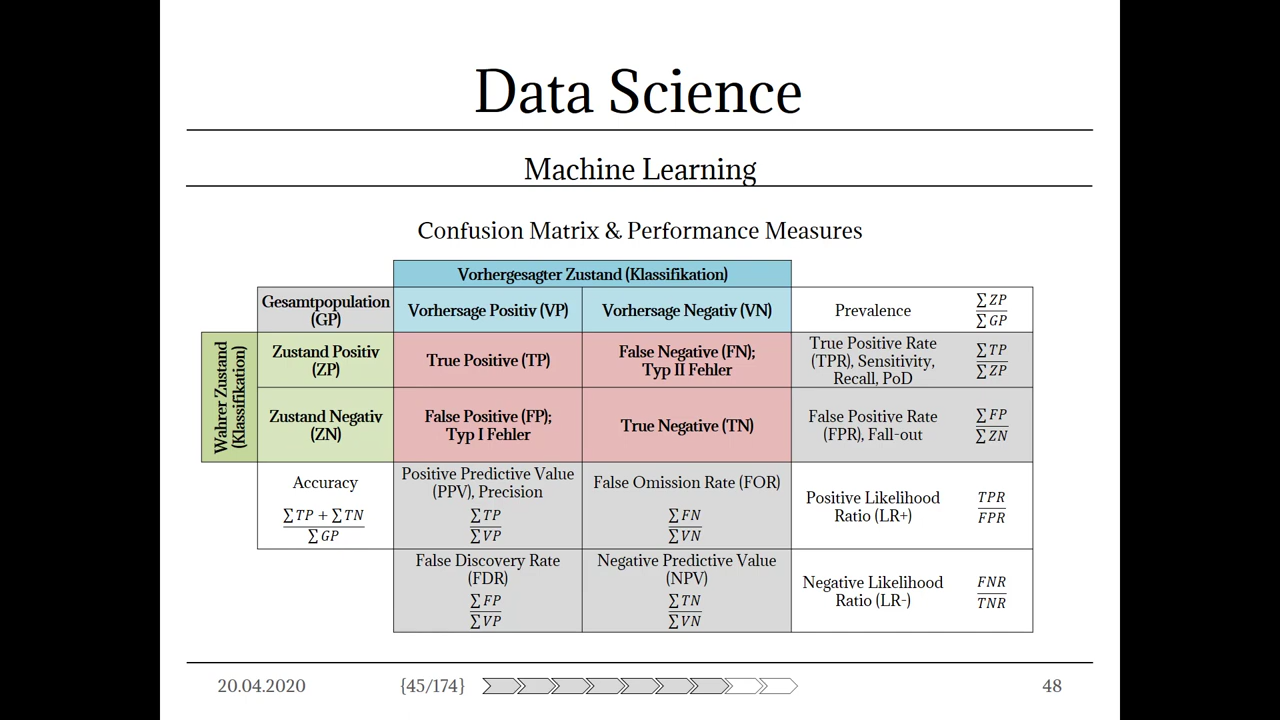 Data Science
Machine Learning
Confusion Matrix & Performance Measures
Vorhergesagter Zustand (Klassifikation)
Gesamtpopulation
(GP)
Vorhersage Positiv (VP)
Vorhersage Negativ (VN)
Prevalence
∑ZP
∑GP
Wahrer Zustand
(Klassifikation)
Zustand Positiv
(ZP)
True Positive (TP)
False Negative (FN);
Typ II Fehler
True Positive Rate
(TPR), Sensitivity,
Recall, PoD
∑TP
∑ZP
Zustand Negativ
(ZN)
False Positive (FP);
Typ I Fehler
True Negative (TN)
False Positive Rate
(FPR), Fall-out
∑FP
∑ZN
Accuracy
∑TP + ∑TN
∑GP
Positive Predictive Value
(PPV), Precision
∑TP
∑VP
False Omission Rate (FOR)
∑FN
∑VN
Positive Likelihood
Ratio (LR+)
TPR
FPR
False Discovery Rate
(FDR)
∑FP
∑VP
Negative Predictive Value
(NPV)
∑TN
∑VN
Negative Likelihood
Ratio (LR-)
FNR
TNR
20.04.2020
{45/174}
48